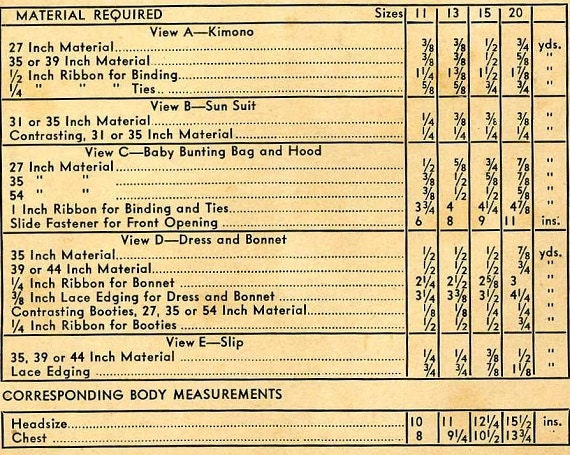 MATERIAL REQUIRED Sizes 11 13 15 20
View A—Kimono
27 Inch Material 3/8 3/8 1/2 3/4 yds.
35 or 39 Inch Material 3/8 3/8 1/2 5/8 "
1/2 Inch Ribbon for Binding 1 1/4 1 3/8 1 1/2 1 7/8 "
1/4 " " " Ties 5/8 5/8 3/4 3/4 "
View B—Sun Suit
31 or 35 Inch Material 1/4 3/8 3/8 3/8 "
Contrasting, 31 or 35 Inch Material 1/4 1/4 1/4 1/4 "
View C—Baby Bunting Bag and Hood
27 Inch Material 1/2 5/8 3/4 7/8 "
35 " " 3/8 1/2 5/8 7/8 "
54 " " 3/8 1/2 1/2 5/8 "
1 Inch Ribbon for Binding and Ties 3 3/4 4 4 1/4 4 7/8 "
Slide Fastener for Front Opening 6 8 9 11 ins.
View D—Dress and Bonnet
35 Inch Material 1/2 1/2 1/2 7/8 yds.
39 or 44 Inch Material 1/2 1/2 1/2 3/4 "
1/4 Inch Ribbon for Bonnet 2 1/4 2 1/2 2 5/8 3 "
3/8 Inch Lace Edging for Dress and Bonnet 3 1/4 3 3/8 3 1/2 4 1/4 "
Contrasting Booties, 27, 35 or 54 Inch Material 1/8 1/8 1/4 1/4 "
1/4 Inch Ribbon for Booties 1/2 1/2 1/2 3/4 "
View E—Slip
35, 39 or 44 Inch Material 1/4 1/4 3/8 1/2 "
Lace Edging 3/4 3/4 7/8 1 1/8 "
CORRESPONDING BODY MEASUREMENTS
Headsize 10 11 12 1/4 15 1/2 ins.
Chest 8 9 1/4 10 1/2 13 3/4 "